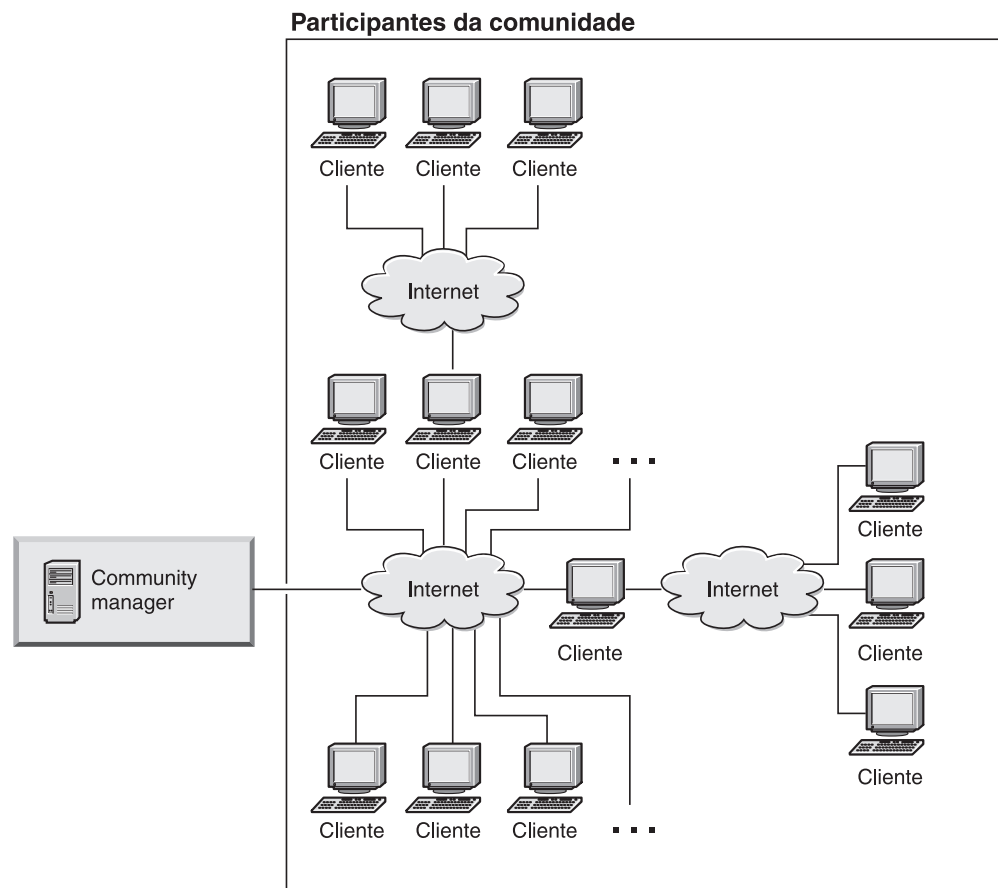 Participantes da comunidade
Cliente Cliente Cliente
Internet
Cliente Cliente Cliente ...
Cliente
Community
manager
Internet
Internet
Cliente
Cliente
Cliente
Cliente Cliente Cliente ...